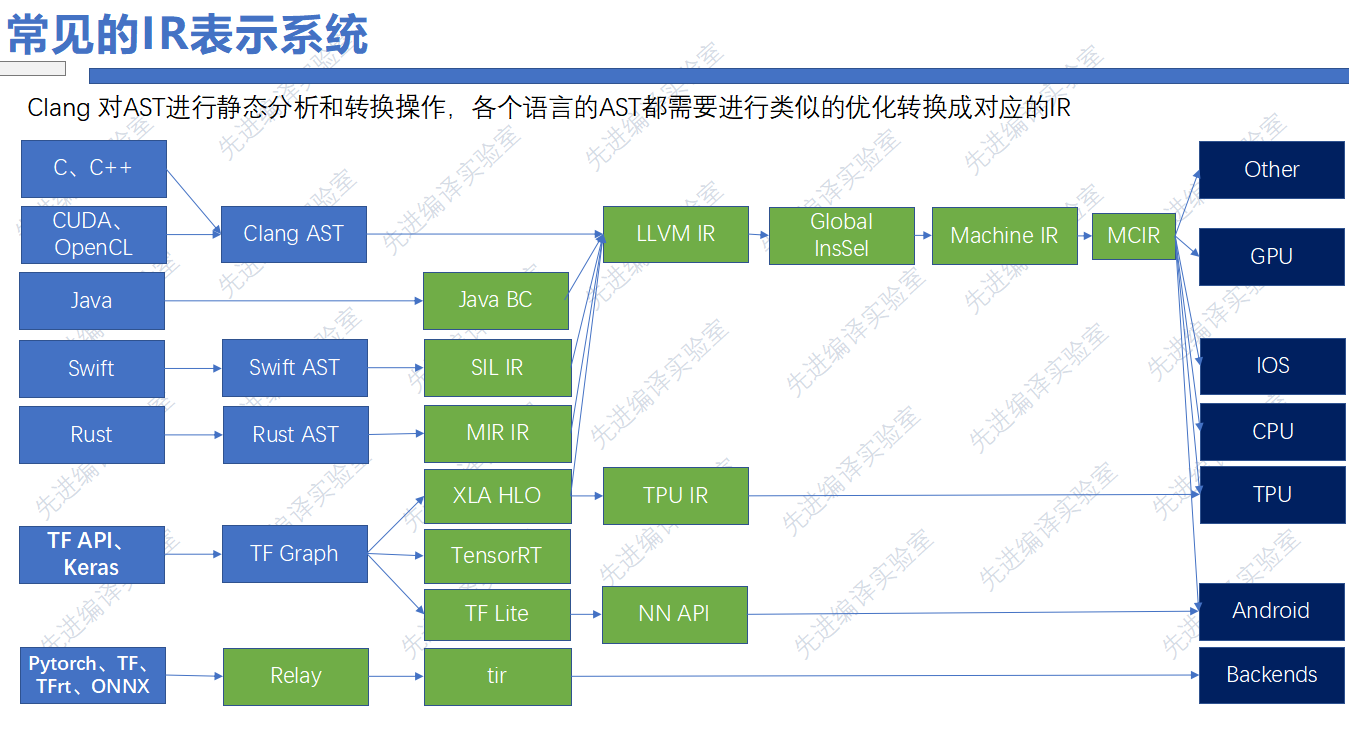 常见的IR表示系统
Clang 对AST进行静态分析和转换操作，各个语言的AST都需要进行类似的优化转换成对应的IR
C、C++
CUDA、
OpenCL
Clang AST
LLVM IR
Global
InsSel
Machine IR
MCIR
Other
GPU
Java
Java BC
Swift
Swift AST
SIL IR
IOS
Rust
Rust AST
MIR IR
CPU
XLA HLO
TPU IR
TPU
TF API、
Keras
TF Graph
TensorRT
TF Lite
NN API
Android
Pytorch、TF、
TFrt、ONNX
Relay
tir
Backends
先进编译实验室